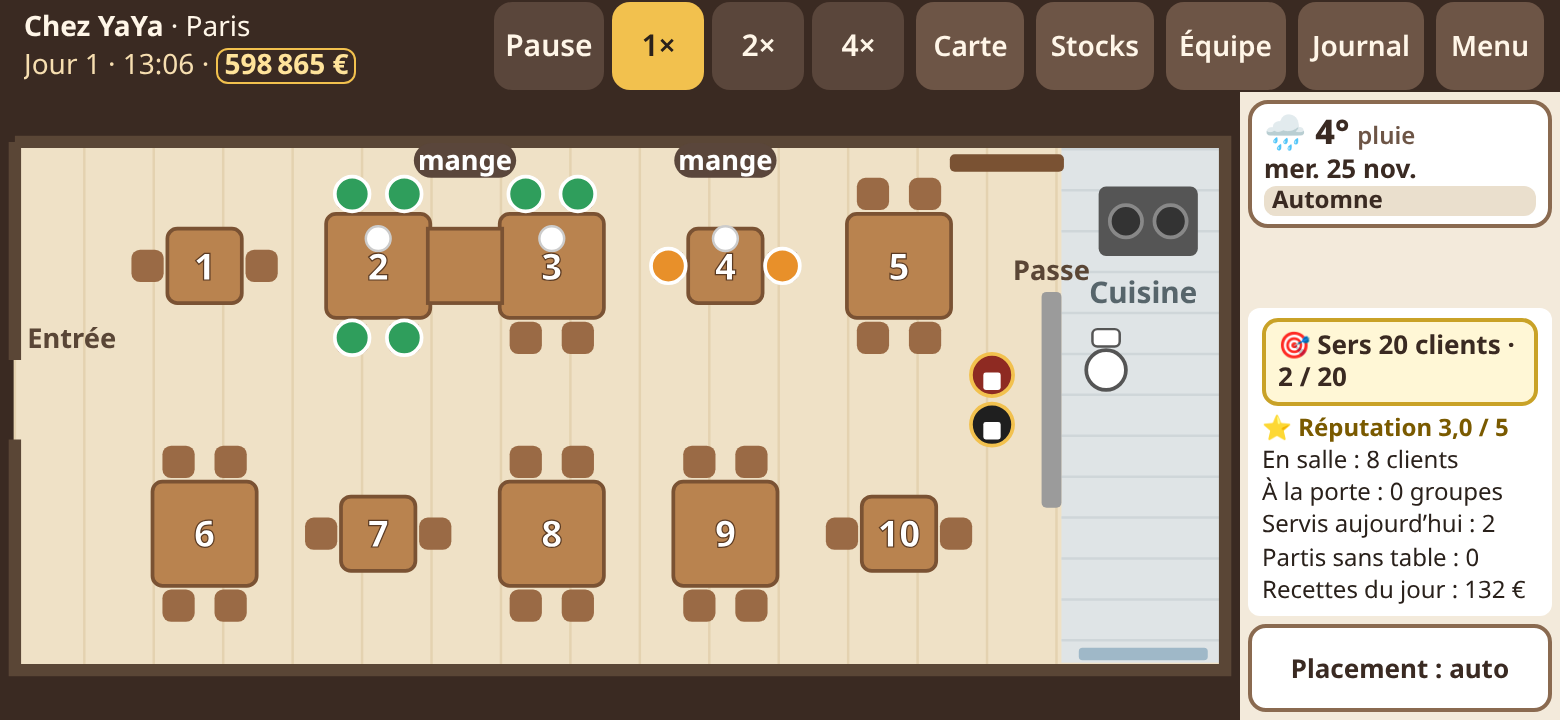 Chez YaYa · Paris
Jour 1 · 13:06 · 598 865 €
Pause
1×
2×
4×
Carte
Stocks
Équipe
Journal
Menu
4° pluie
mer. 25 nov.
Automne
mange
mange
1
2
3
4
5
Passe
Cuisine
Entrée
🎯 Sers 20 clients ·
2 / 20
⭐ Réputation 3,0 / 5
En salle : 8 clients
À la porte : 0 groupes
Servis aujourd’hui : 2
Partis sans table : 0
Recettes du jour : 132 €
6
7
8
9
10
Placement : auto